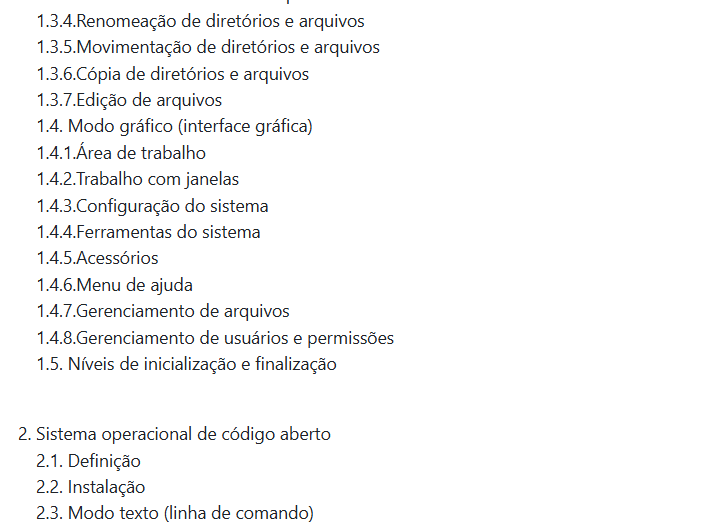 1.3.4.Renomeação de diretórios e arquivos
1.3.5.Movimentação de diretórios e arquivos
1.3.6.Cópia de diretórios e arquivos
1.3.7.Edição de arquivos
1.4. Modo gráfico (interface gráfica)
1.4.1.Área de trabalho
1.4.2.Trabalho com janelas
1.4.3.Configuração do sistema
1.4.4.Ferramentas do sistema
1.4.5.Acessórios
1.4.6.Menu de ajuda
1.4.7.Gerenciamento de arquivos
1.4.8.Gerenciamento de usuários e permissões
1.5. Níveis de inicialização e finalização
2. Sistema operacional de código aberto
2.1. Definição
2.2. Instalação
2.3. Modo texto (linha de comando)